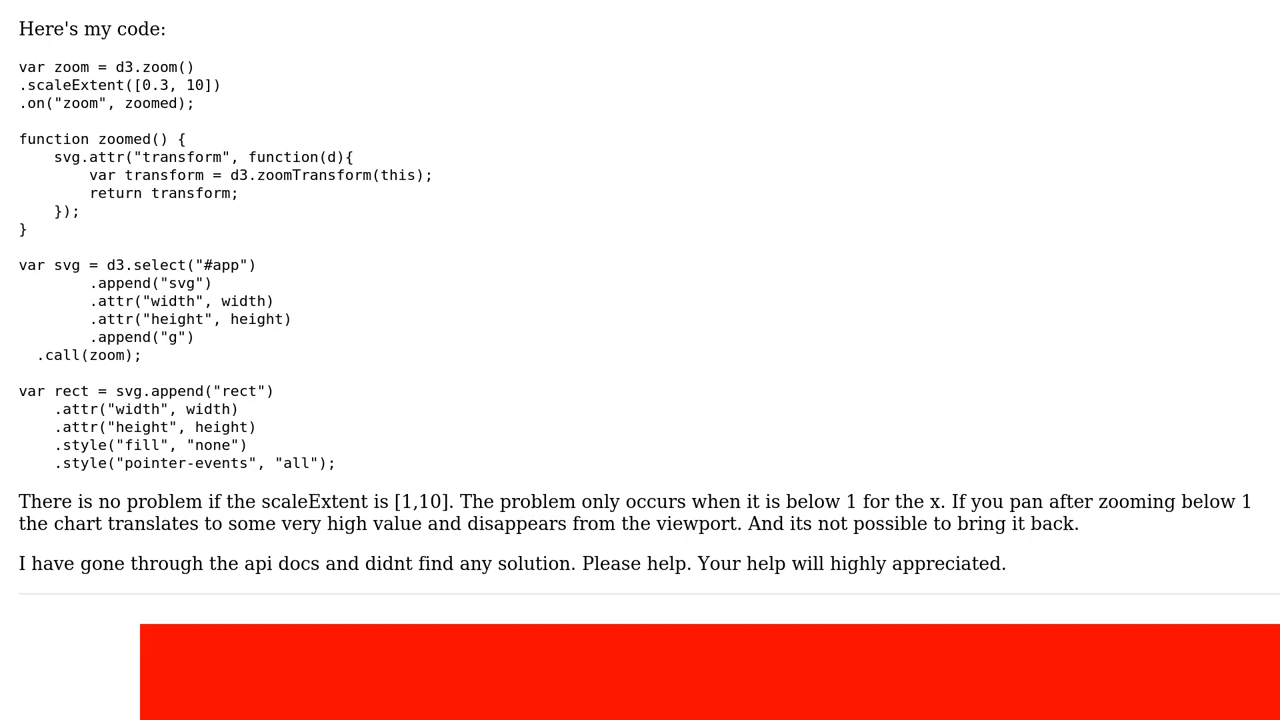 Here's my code:
var zoom = d3.zoom()
.scaleExtent([0.3, 10])
.on("zoom", zoomed);
function zoomed() {
    svg.attr("transform", function(d){
        var transform = d3.zoomTransform(this);
        return transform;
    });
}
var svg = d3.select("#app")
        .append("svg")
        .attr("width", width)
        .attr("height", height)
        .append("g")
  .call(zoom);
var rect = svg.append("rect")
    .attr("width", width)
    .attr("height", height)
    .style("fill", "none")
    .style("pointer-events", "all");
There is no problem if the scaleExtent is [1,10]. The problem only occurs when it is below 1 for the x. If you pan after zooming below 1
the chart translates to some very high value and disappears from the viewport. And its not possible to bring it back.
I have gone through the api docs and didnt find any solution. Please help. Your help will highly appreciated.